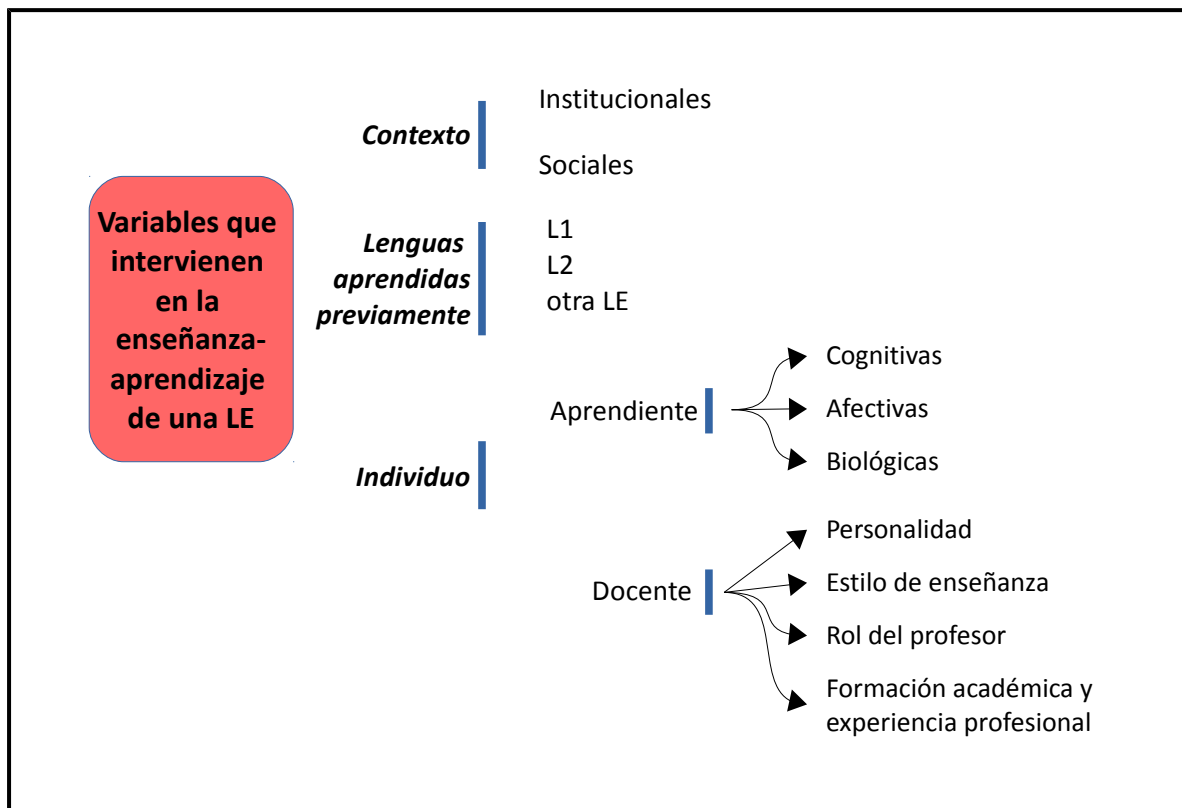 Variables que
intervienen
en la
enseñanza-
aprendizaje
de una LE
Contexto
Institucionales
Sociales
Lenguas
aprendidas
previamente
L1
L2
otra LE
Individuo
Aprendiente
Cognitivas
Afectivas
Biológicas
Docente
Personalidad
Estilo de enseñanza
Rol del profesor
Formación académica y
experiencia profesional